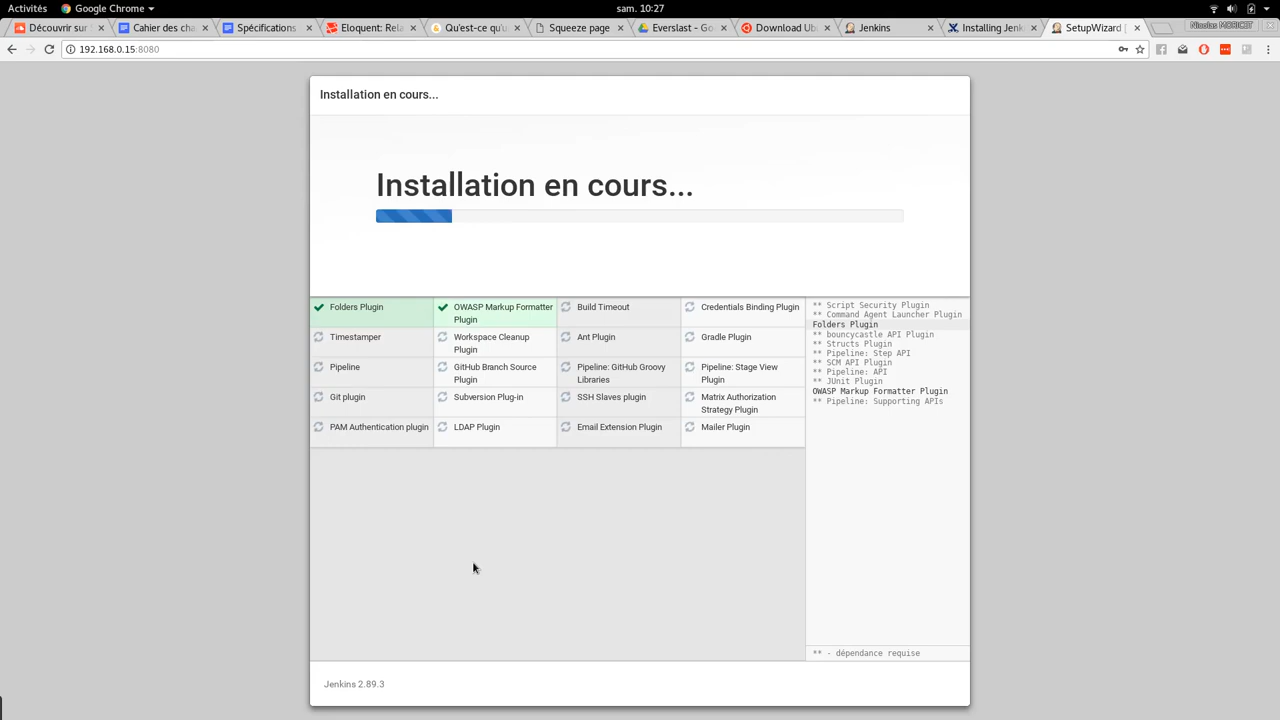 Activités
Google Chrome
sam. 10:27
Découvrir sur
Cahier des cha
Spécifications
Eloquent: Rela
Qu'est-ce qu'u
Squeeze page
Everslast - Go
Download Ubu
Jenkins
Installing Jenk
SetupWizard [
Nicolas
192.168.0.15:8080
Installation en cours...
Installation en cours...
Folders Plugin
OWASP Markup Formatter
Plugin
Build Timeout
Credentials Binding Plugin
Timestamper
Workspace Cleanup
Plugin
Ant Plugin
Gradle Plugin
Pipeline
GitHub Branch Source
Plugin
Pipeline: GitHub Groovy
Libraries
Pipeline: Stage View
Plugin
Git plugin
Subversion Plug-in
SSH Slaves plugin
Matrix Authorization
Strategy Plugin
PAM Authentication plugin
LDAP Plugin
Email Extension Plugin
Mailer Plugin
** Script Security Plugin
** Command Agent Launcher Plugin
Folders Plugin
** bouncycastle API Plugin
** Structs Plugin
** Pipeline: Step API
** SCM API Plugin
** Pipeline: API
** JUnit Plugin
OWASP Markup Formatter Plugin
** Pipeline: Supporting APIs
** - dépendance requise
Jenkins 2.89.3